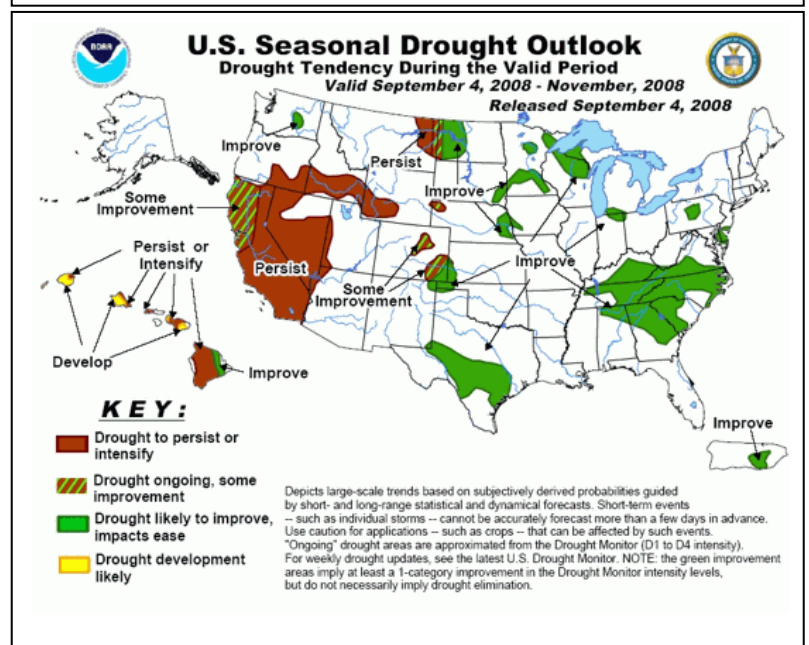 NOAA
U.S. Seasonal Drought Outlook
Drought Tendency During the Valid Period
Valid September 4, 2008 - November, 2008
Released September 4, 2008
Improve
Persist
Some
Improvement
Improve
Persist or
Intensify
Persist
Some
Improvement
Improve
Develop
Improve
KEY:
Drought to persist or
intensify
Drought ongoing, some
improvement
Drought likely to improve,
impacts ease
Drought development
likely
Improve
Depicts large-scale trends based on subjectively derived probabilities guided
by short- and long-range statistical and dynamical forecasts. Short-term events
-- such as individual storms -- cannot be accurately forecast more than a few days in advance.
Use caution for applications -- such as crops -- that can be affected by such events.
"Ongoing" drought areas are approximated from the Drought Monitor (D1 to D4 intensity).
For weekly drought updates, see the latest U.S. Drought Monitor. NOTE: the green improvement
areas imply at least a 1-category improvement in the Drought Monitor intensity levels,
but do not necessarily imply drought elimination.